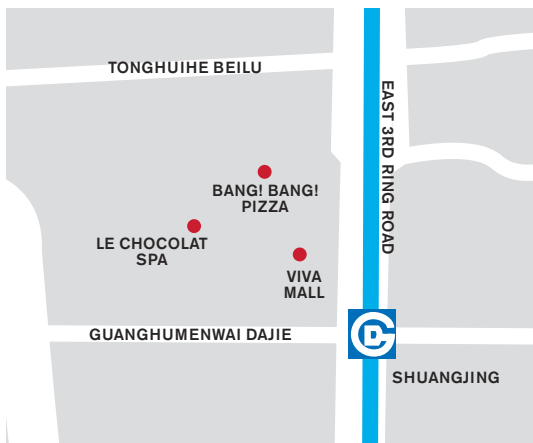 TONGHUIHE BEILU
EAST 3RD RING ROAD
BANG! BANG!
PIZZA
LE CHOCOLAT
SPA
VIVA
MALL
GUANGHUMENWAI DAJIE
SHUANGJING